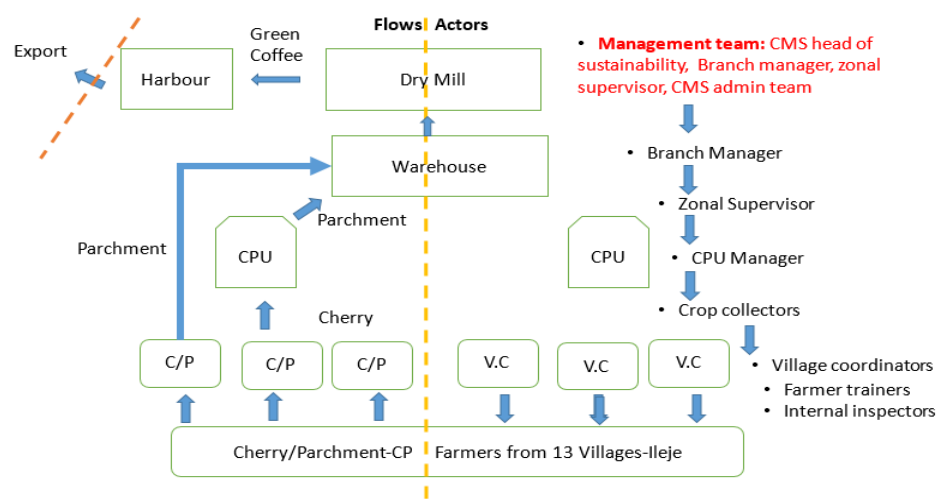 Flows Actors
Export
Green
Coffee
Harbour
Dry Mill
• Management team: CMS head of
sustainability, Branch manager, zonal
supervisor, CMS admin team
Warehouse
• Branch Manager
Parchment
Parchment
CPU
CPU
• Zonal Supervisor
• CPU Manager
Cherry
• Crop collectors
C/P
C/P
C/P
V.C
V.C
V.C
• Village coordinators
• Farmer trainers
• Internal inspectors
Cherry/Parchment-CP Farmers from 13 Villages-Ileje